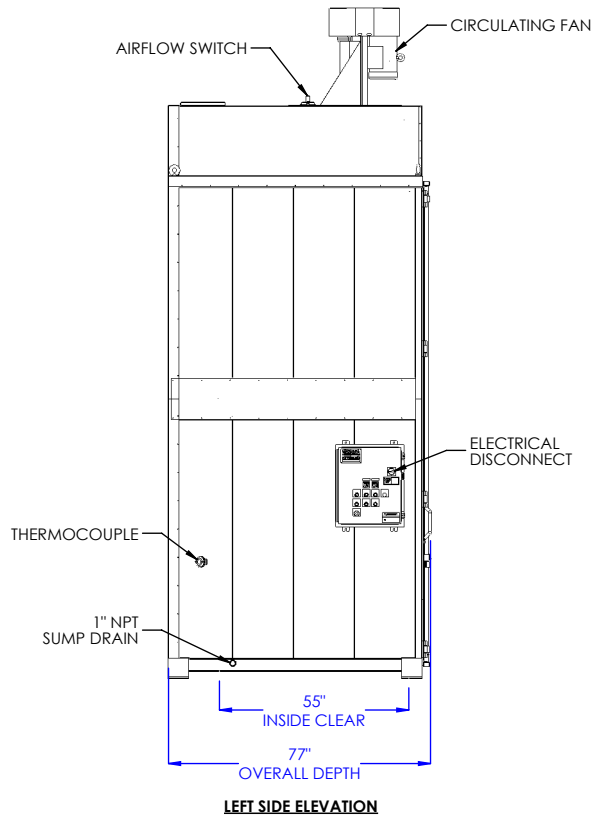 CIRCULATING FAN
AIRFLOW SWITCH
ELECTRICAL
DISCONNECT
THERMOCOUPLE
1" NPT
SUMP DRAIN
55"
INSIDE CLEAR
77"
OVERALL DEPTH
LEFT SIDE ELEVATION